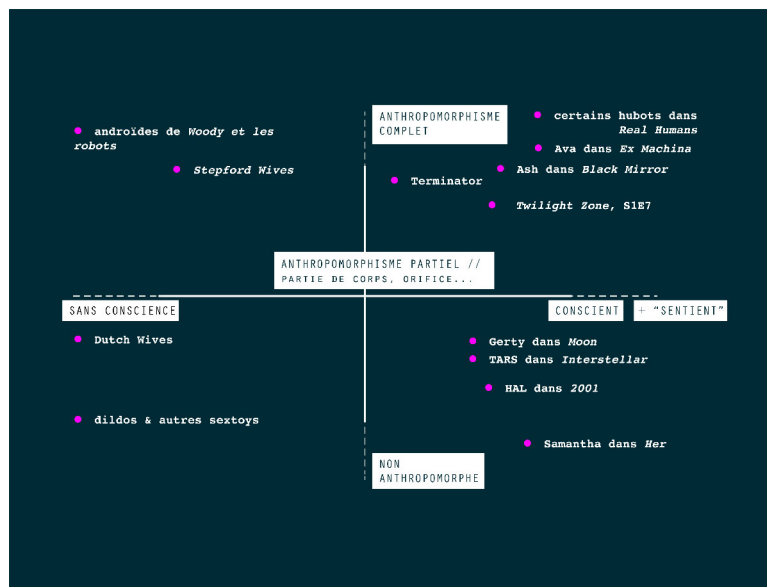 ANTHROPOMORPHISME
COMPLET
certains hubots dans
Real Humans
androïdes de Woody et les
robots
Ava dans Ex Machina
Stepford Wives
Ash dans Black Mirror
Terminator
Twilight Zone, S1E7
ANTHROPOMORPHISME PARTIEL //
PARTIE DE CORPS, ORIFICE...
SANS CONSCIENCE
CONSCIENT
+ “SENTIENT”
Dutch Wives
Gerty dans Moon
TARS dans Interstellar
HAL dans 2001
dildos & autres sextoys
Samantha dans Her
NON
ANTHROPOMORPHE